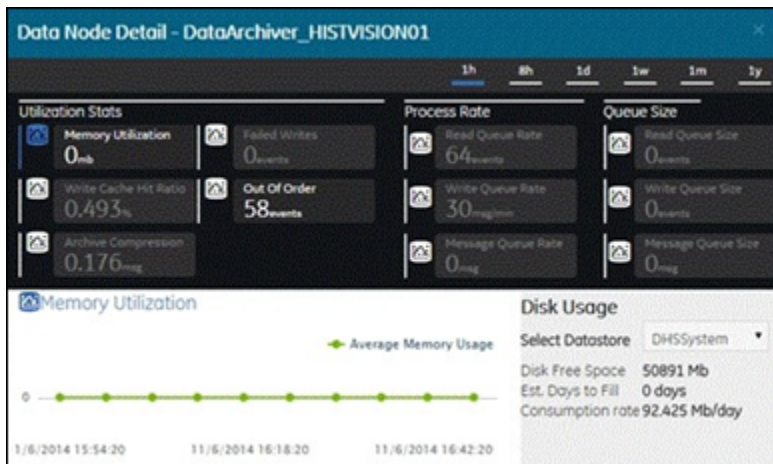 Data Node Detail - DataArchiver_HISTVISION01
1h 8h 1d 1w 1m 1y
Utilization Stats
Memory Utilization
0mb
Failed Writes
0events
Write Cache Hit Ratio
0.493%
Out Of Order
58events
Archive Compression
0.176msg
Process Rate
Read Queue Rate
64events
Write Queue Rate
30msg/min
Message Queue Rate
0msg
Queue Size
Read Queue Size
0events
Write Queue Size
0events
Message Queue Size
0msg
Memory Utilization
Average Memory Usage
0
1/6/2014 15:54:20 11/6/2014 16:18:20 11/6/2014 16:42:20
Disk Usage
Select Datastore DHSSystem
Disk Free Space 50891 Mb
Est. Days to Fill 0 days
Consumption rate 92.425 Mb/day